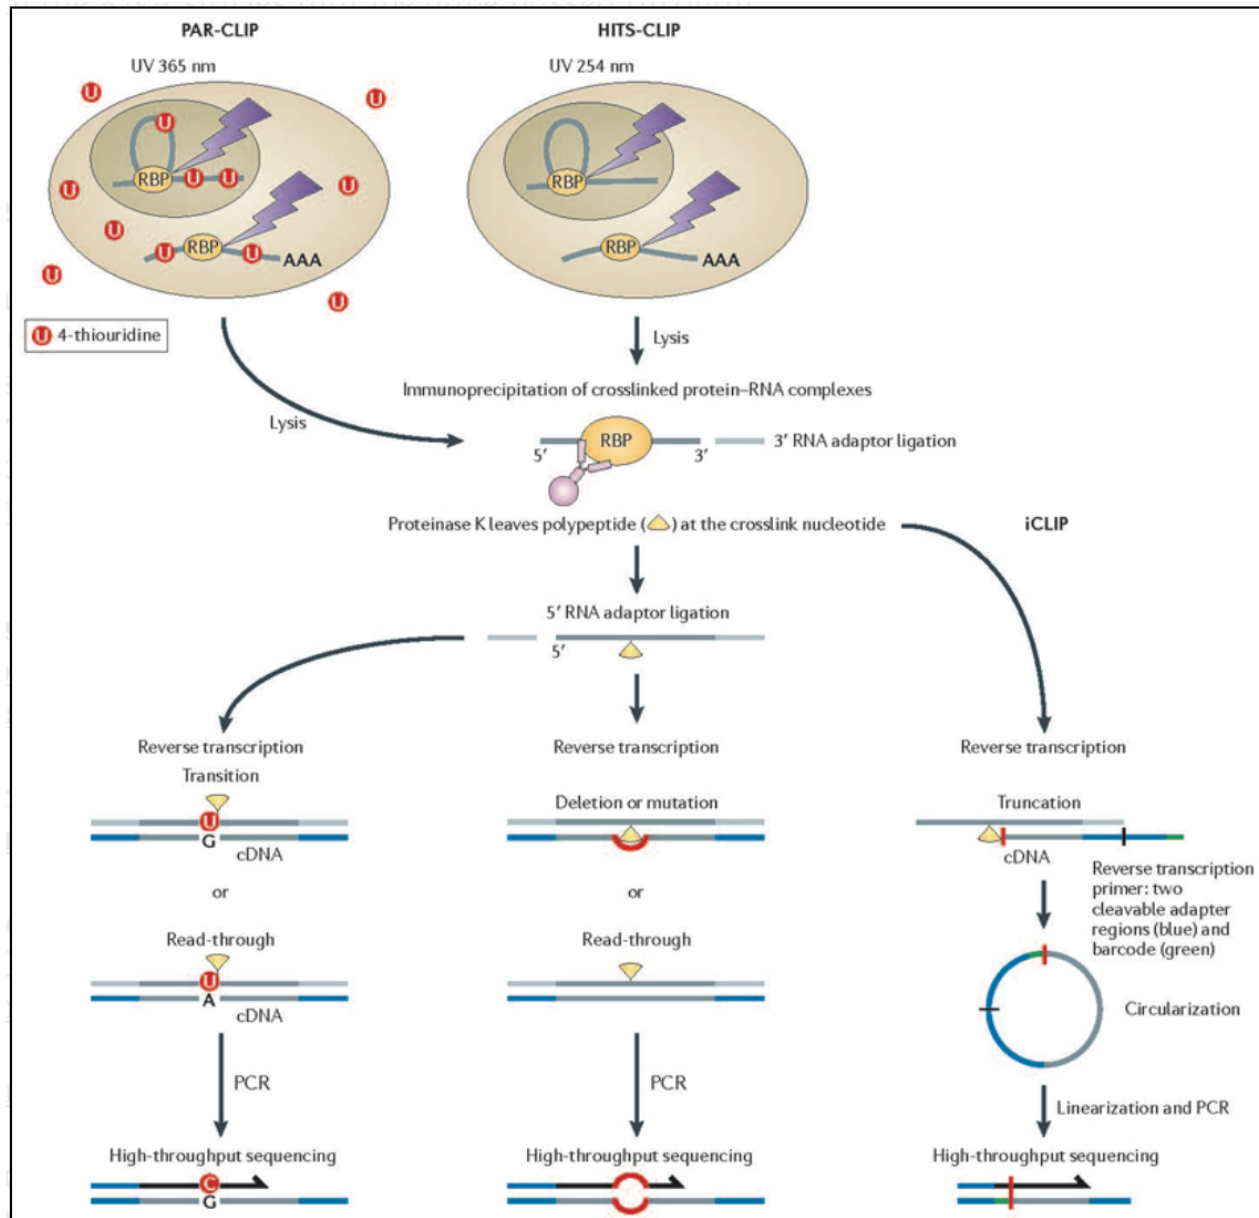 PAR-CLIP
HITS-CLIP
UV 365 nm
UV 254 nm
U
U
U
RBP
U
U
U
U
U
U
RBP
U
AAA
U
U
RBP
RBP
AAA
U 4-thiouridine
Lysis
Lysis
Immunoprecipitation of crosslinked protein–RNA complexes
RBP
5′
3′
3′ RNA adaptor ligation
Proteinase K leaves polypeptide ( ) at the crosslink nucleotide
iCLIP
5′ RNA adaptor ligation
5′
Reverse transcription
Transition
U
G
cDNA
or
Read-through
U
A
cDNA
PCR
High-throughput sequencing
C
G
Reverse transcription
Deletion or mutation
or
Read-through
PCR
High-throughput sequencing
Reverse transcription
Truncation
cDNA
Reverse transcription
primer: two
cleavable adapter
regions (blue) and
barcode (green)
Circularization
Linearization and PCR
High-throughput sequencing